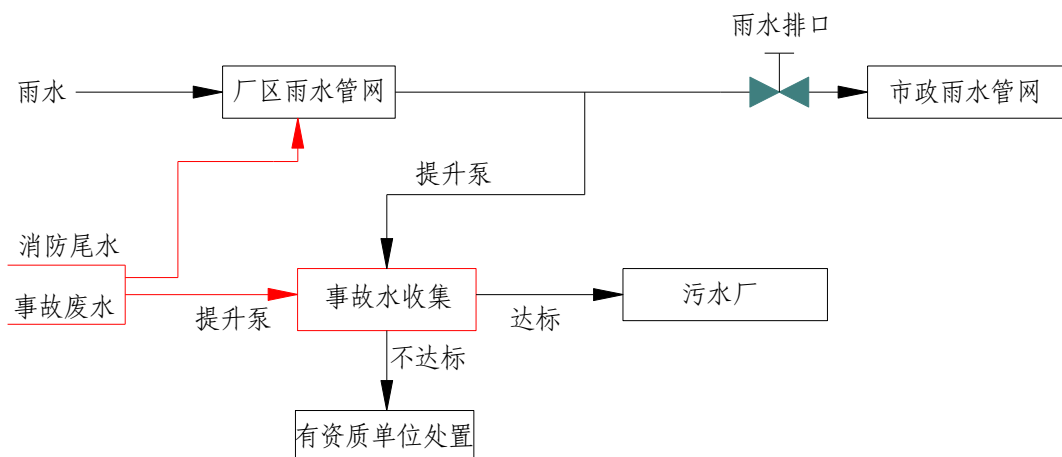 雨水排口
雨水
厂区雨水管网
市政雨水管网
提升泵
消防尾水
事故废水
提升泵
事故水收集
达标
污水厂
不达标
有资质单位处置